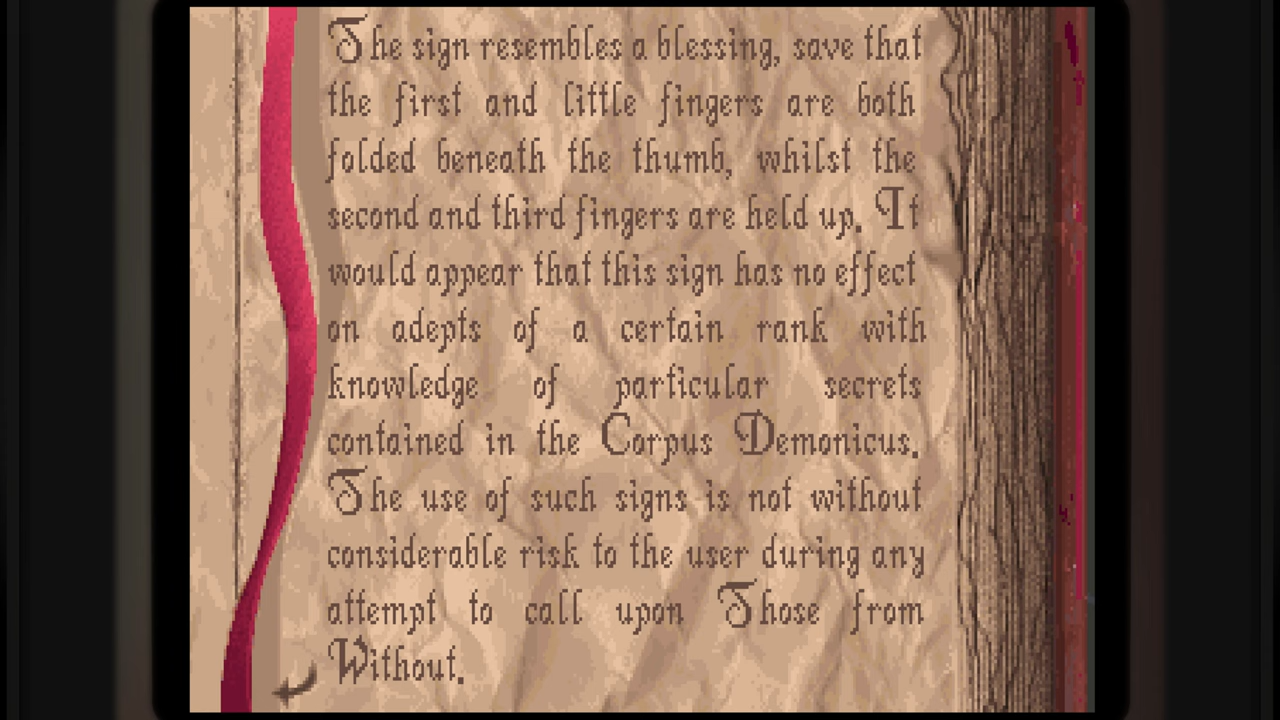 The sign resembles a blessing, save that
the first and little fingers are both
folded beneath the thumb, whilst the
second and third fingers are held up. It
would appear that this sign has no effect
on adepts of a certain rank with
knowledge of particular secrets
contained in the Corpus Demonicus.
The use of such signs is not without
considerable risk to the user during any
attempt to call upon Those from
Without.